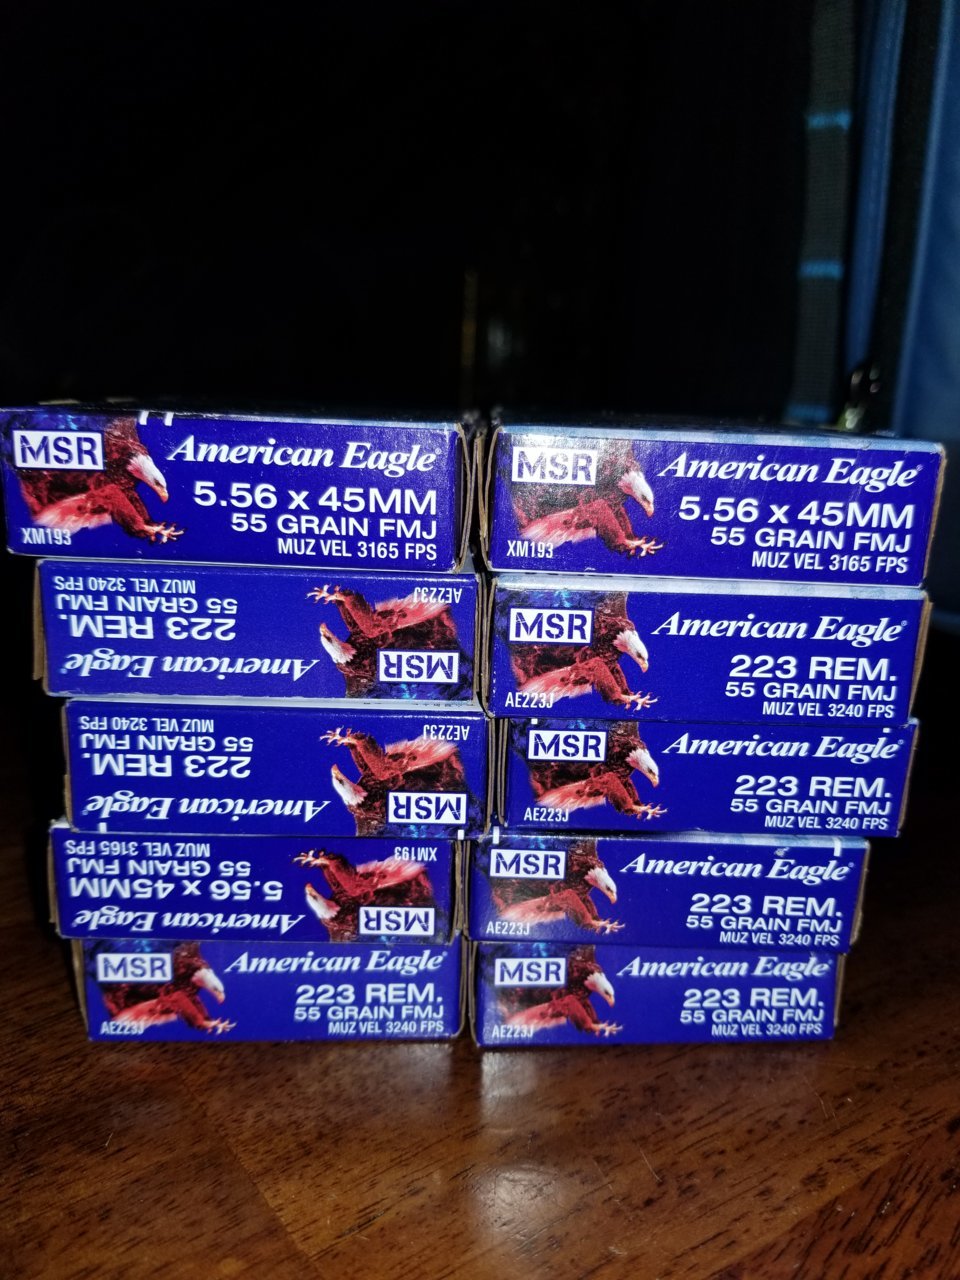 MSR
American Eagle®
5.56 x 45MM
55 GRAIN FMJ
MUZ VEL 3165 FPS
XM193
MSR
American Eagle®
5.56 x 45MM
55 GRAIN FMJ
MUZ VEL 3165 FPS
XM193
MSR
American Eagle®
223 REM.
55 GRAIN FMJ
MUZ VEL 3240 FPS
AE223J
MSR
American Eagle®
223 REM.
55 GRAIN FMJ
MUZ VEL 3240 FPS
AE223J
MSR
American Eagle®
223 REM.
55 GRAIN FMJ
MUZ VEL 3240 FPS
AE223J
MSR
American Eagle®
223 REM.
55 GRAIN FMJ
MUZ VEL 3240 FPS
AE223J
MSR
American Eagle®
5.56 x 45MM
55 GRAIN FMJ
MUZ VEL 3165 FPS
XM193
MSR
American Eagle®
223 REM.
55 GRAIN FMJ
MUZ VEL 3240 FPS
AE223J
MSR
American Eagle®
223 REM.
55 GRAIN FMJ
MUZ VEL 3240 FPS
AE223J
MSR
American Eagle®
223 REM.
55 GRAIN FMJ
MUZ VEL 3240 FPS
AE223J